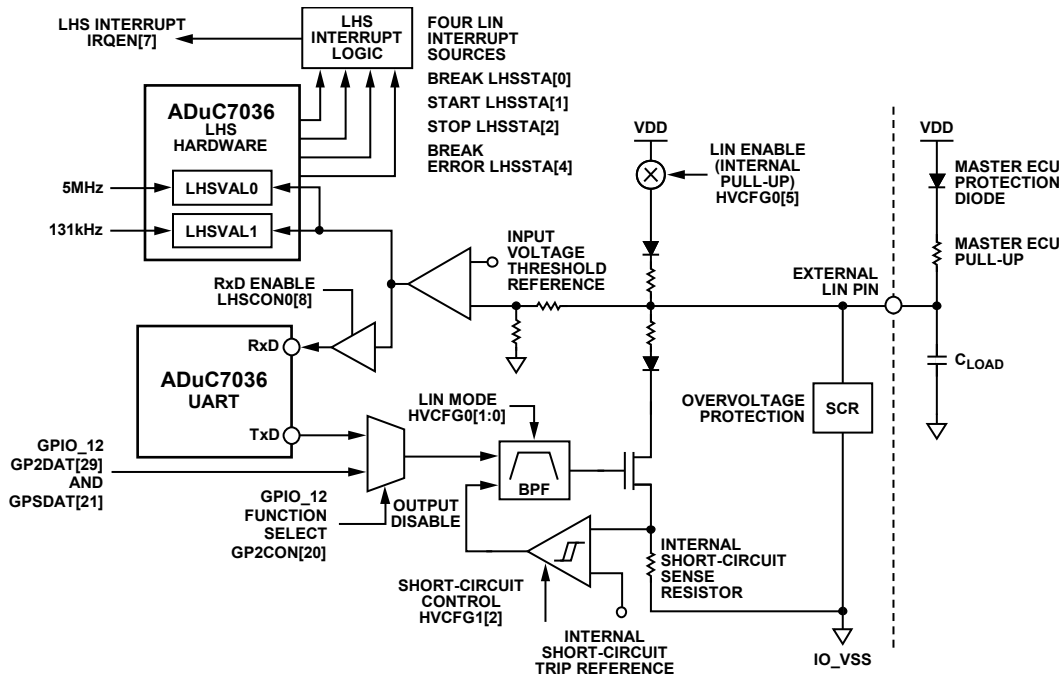 LHS INTERRUPT
IRQEN[7]
LHS
INTERRUPT
LOGIC
FOUR LIN
INTERRUPT
SOURCES
BREAK LHSSTA[0]
START LHSSTA[1]
STOP LHSSTA[2]
BREAK
ERROR LHSSTA[4]
ADuC7036
LHS
HARDWARE
5MHz
LHSVAL0
131kHz
LHSVAL1
VDD
LIN ENABLE
(INTERNAL
PULL-UP)
HVCFG0[5]
VDD
MASTER ECU
PROTECTION
DIODE
MASTER ECU
PULL-UP
INPUT
VOLTAGE
THRESHOLD
REFERENCE
EXTERNAL
LIN PIN
RxD ENABLE
LHSCON0[8]
RxD
ADuC7036
UART
TxD
CLOAD
OVERVOLTAGE
PROTECTION
SCR
LIN MODE
HVCFG0[1:0]
BPF
GPIO_12
GP2DAT[29]
AND
GPSDAT[21]
GPIO_12
FUNCTION
SELECT
GP2CON[20]
OUTPUT
DISABLE
SHORT-CIRCUIT
CONTROL
HVCFG1[2]
INTERNAL
SHORT-CIRCUIT
SENSE
RESISTOR
INTERNAL
SHORT-CIRCUIT
TRIP REFERENCE
IO_VSS